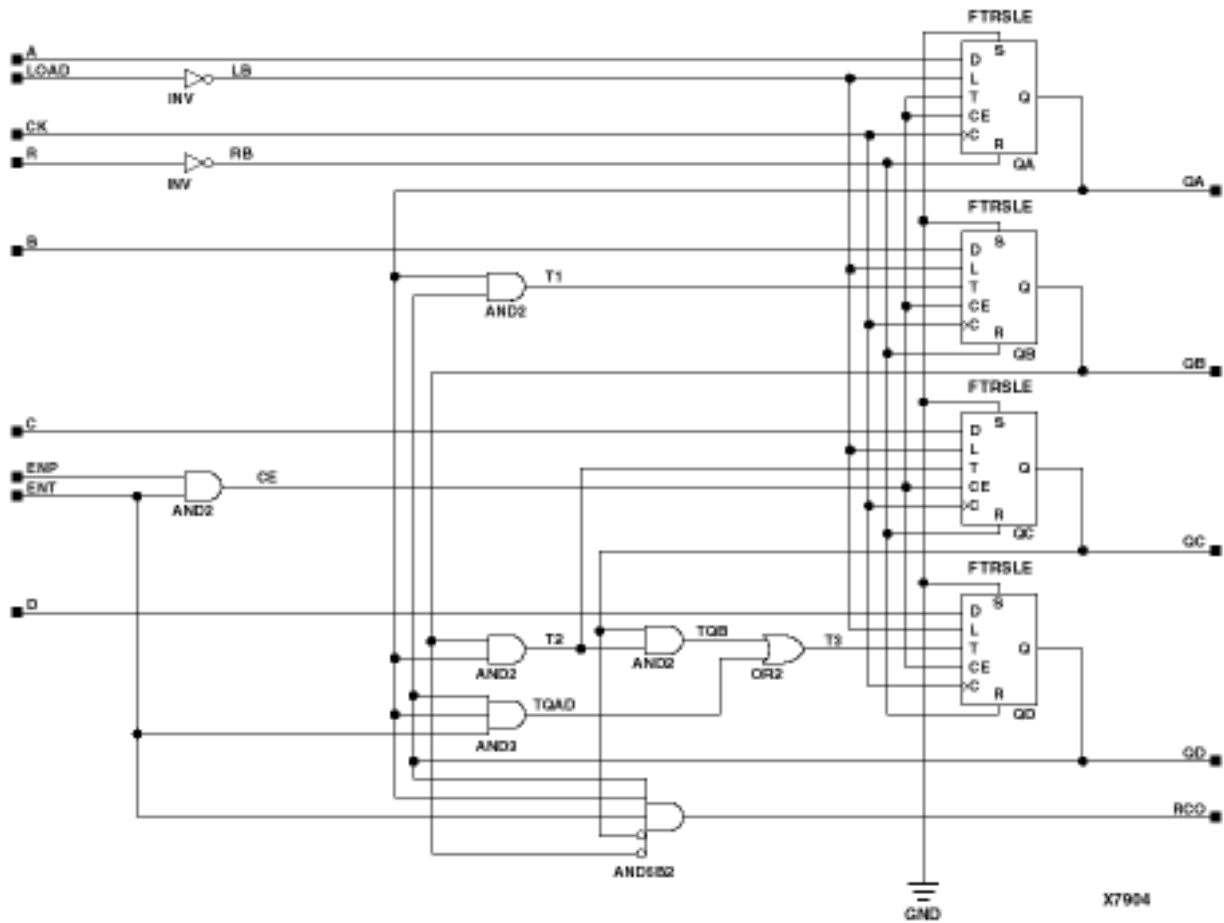 FTRSLE
A
S
D
LOAD
LB
L
INV
T
Q
CE
CK
C
R
R
RB
QA
INV
QA
FTRSLE
B
S
D
L
T1
T
Q
AND2
CE
C
R
QB
QB
FTRSLE
C
S
D
L
ENP
CE
T
Q
ENT
CE
AND2
C
R
QC
QC
FTRSLE
D
S
D
TQB
L
T2
T3
T
Q
AND2
AND2
OR2
CE
TQAD
C
R
QD
AND3
QD
RCO
AND5B2
GND
X7904